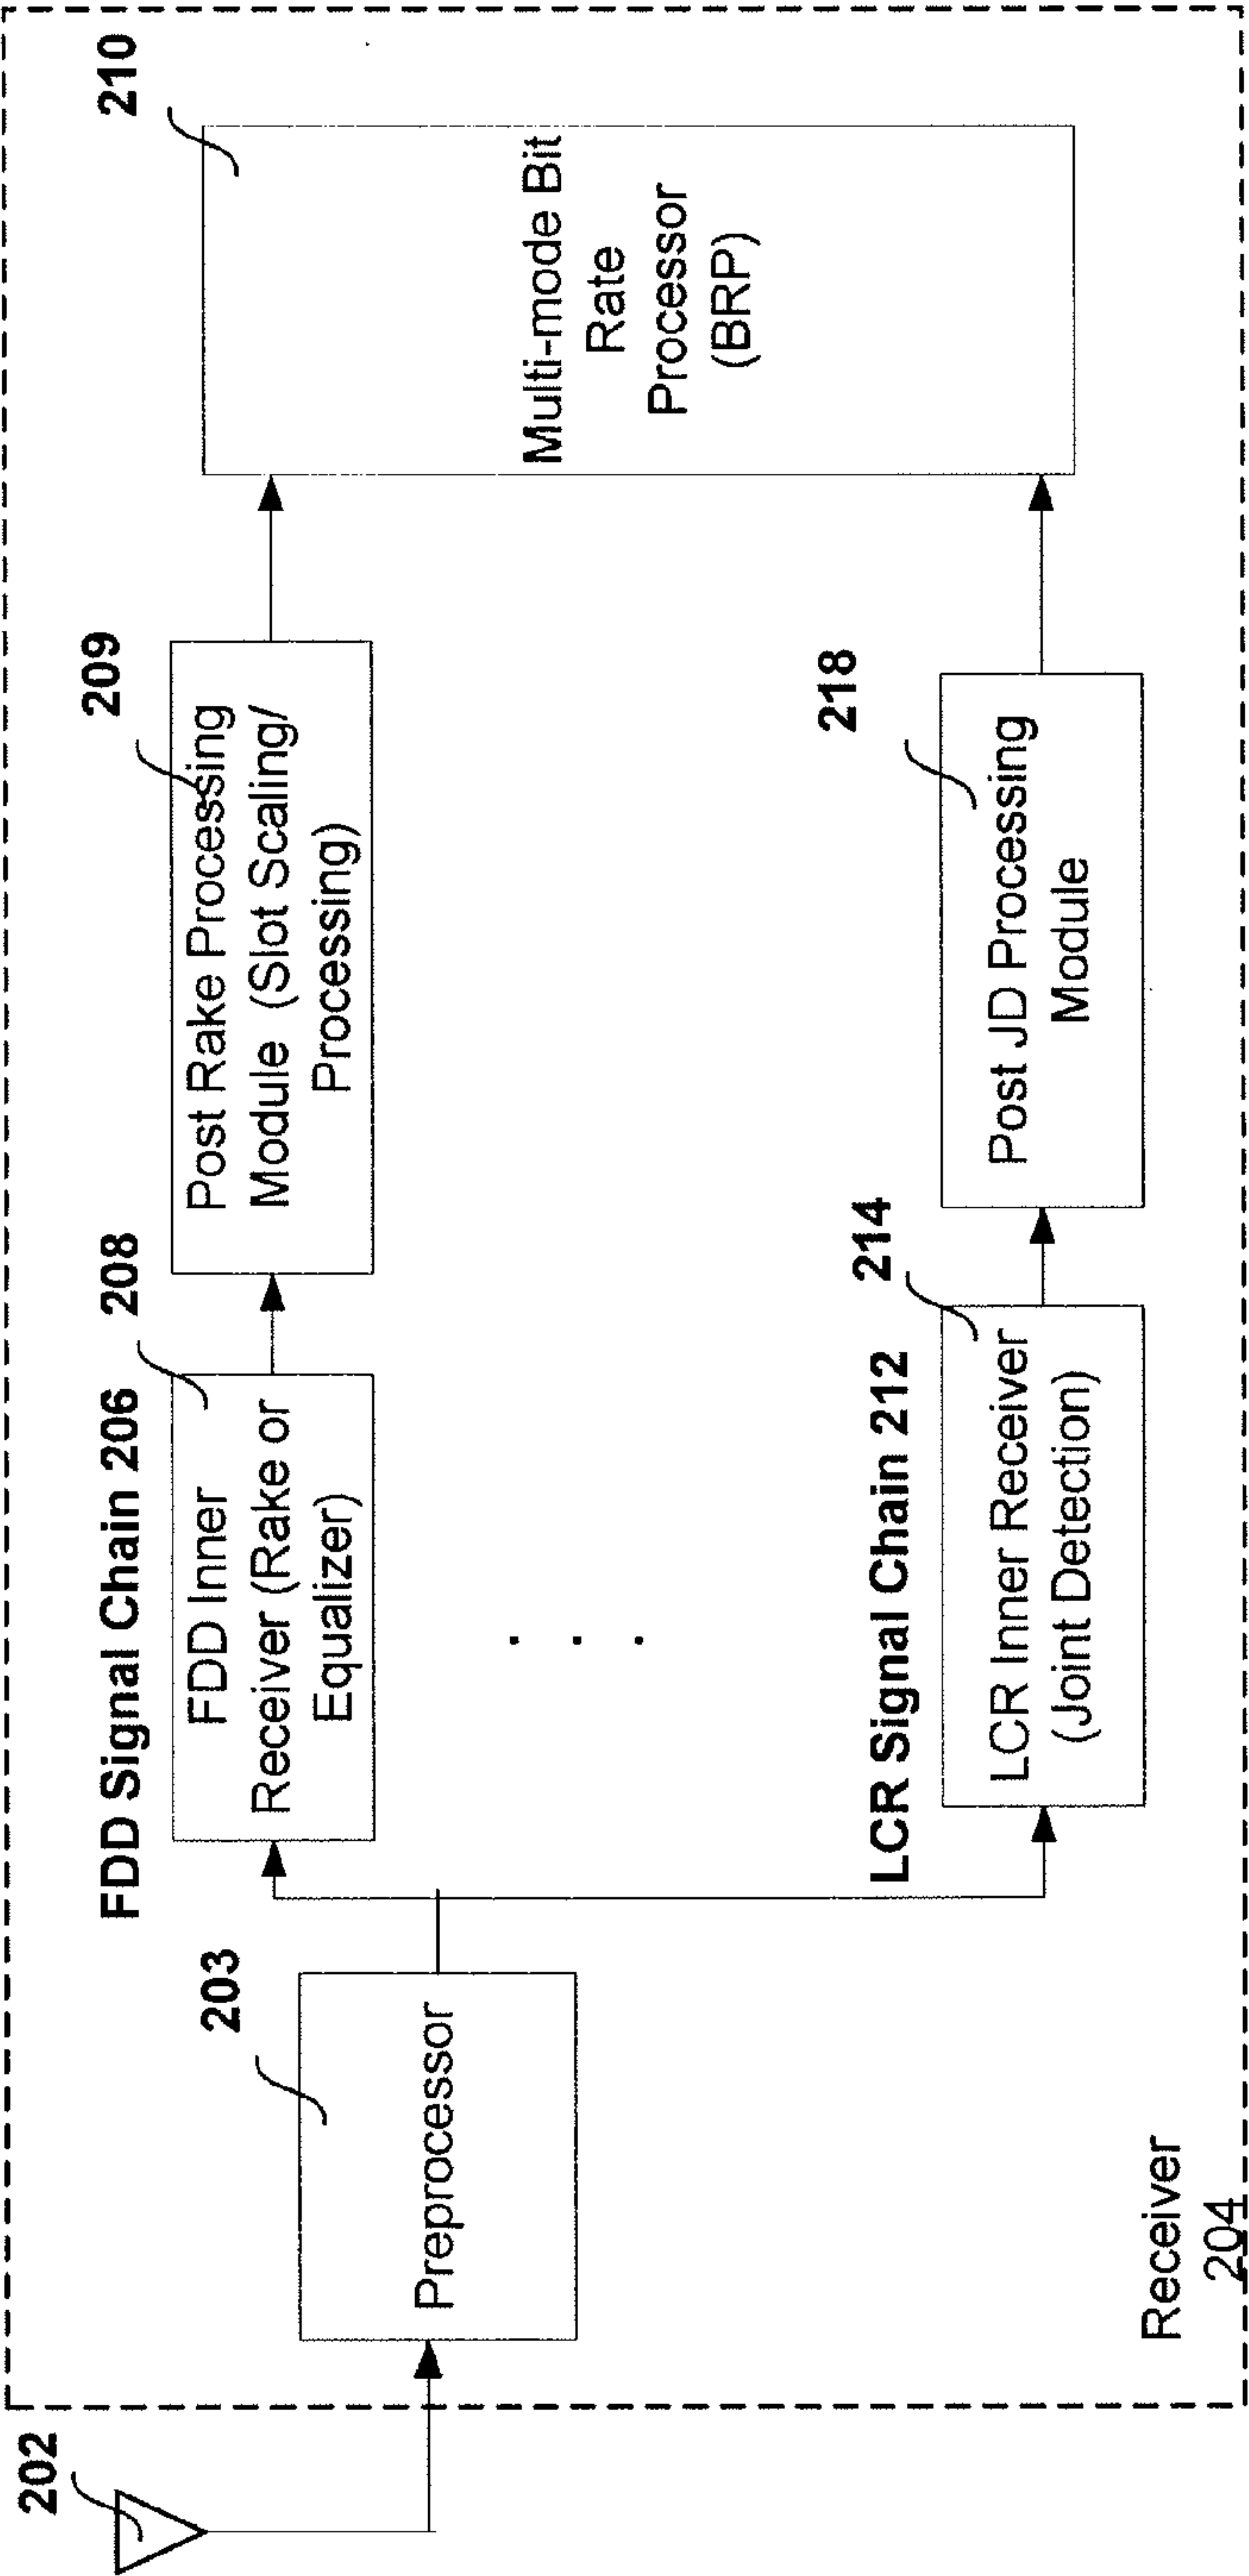 202
203
Preprocessor
FDD Signal Chain 206
208
FDD Inner
Receiver (Rake or
Equalizer)
209
Post Rake Processing
Module (Slot Scaling/
Processing)
210
Multi-mode Bit
Rate
Processor
(BRP)
. . .
LCR Signal Chain 212
214
LCR Inner Receiver
(Joint Detection)
218
Post JD Processing
Module
Receiver
204